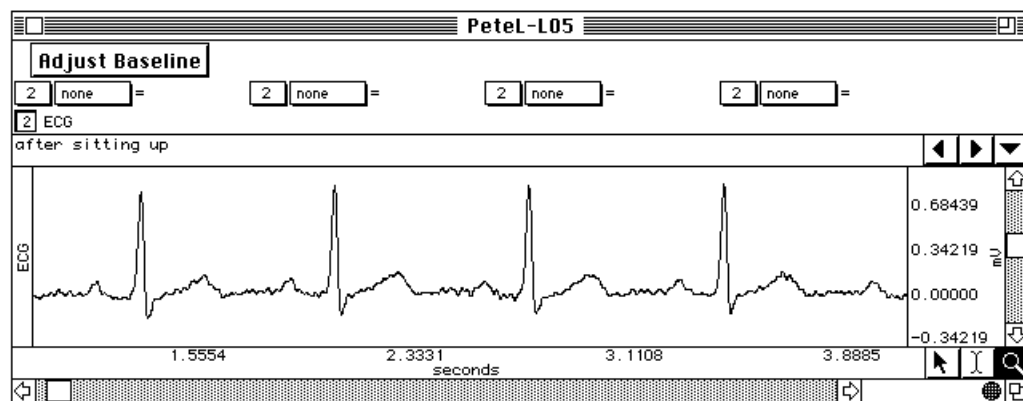 PeteL-L05
Adjust Baseline
2 none = 2 none = 2 none = 2 none =
2 ECG
after sitting up
ECG
0.68439
0.34219
mV
0.00000
-0.34219
1.5554 2.3331 3.1108 3.8885
seconds